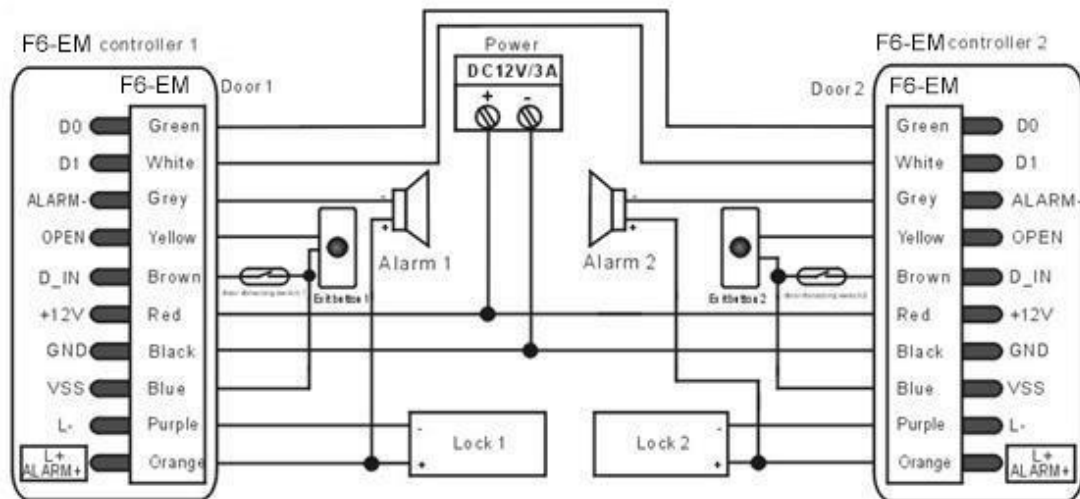 F6-EM controller 1
F6-EM
Door 1
Power
DC12V/3A
+ -
F6-EM controller 2
Door 2
F6-EM
D0 Green
D1 White
ALARM- Grey
OPEN Yellow
D_IN Brown
+12V Red
GND Black
VSS Blue
L- Purple
L+
ALARM+
Orange
-
+
Alarm 1
Exit button 1
-
+
Alarm 2
Exit button 2
-
Lock 1
+
-
Lock 2
+
Green D0
White D1
Grey ALARM-
Yellow OPEN
Brown D_IN
Red +12V
Black GND
Blue VSS
Purple L-
Orange
L+
ALARM+